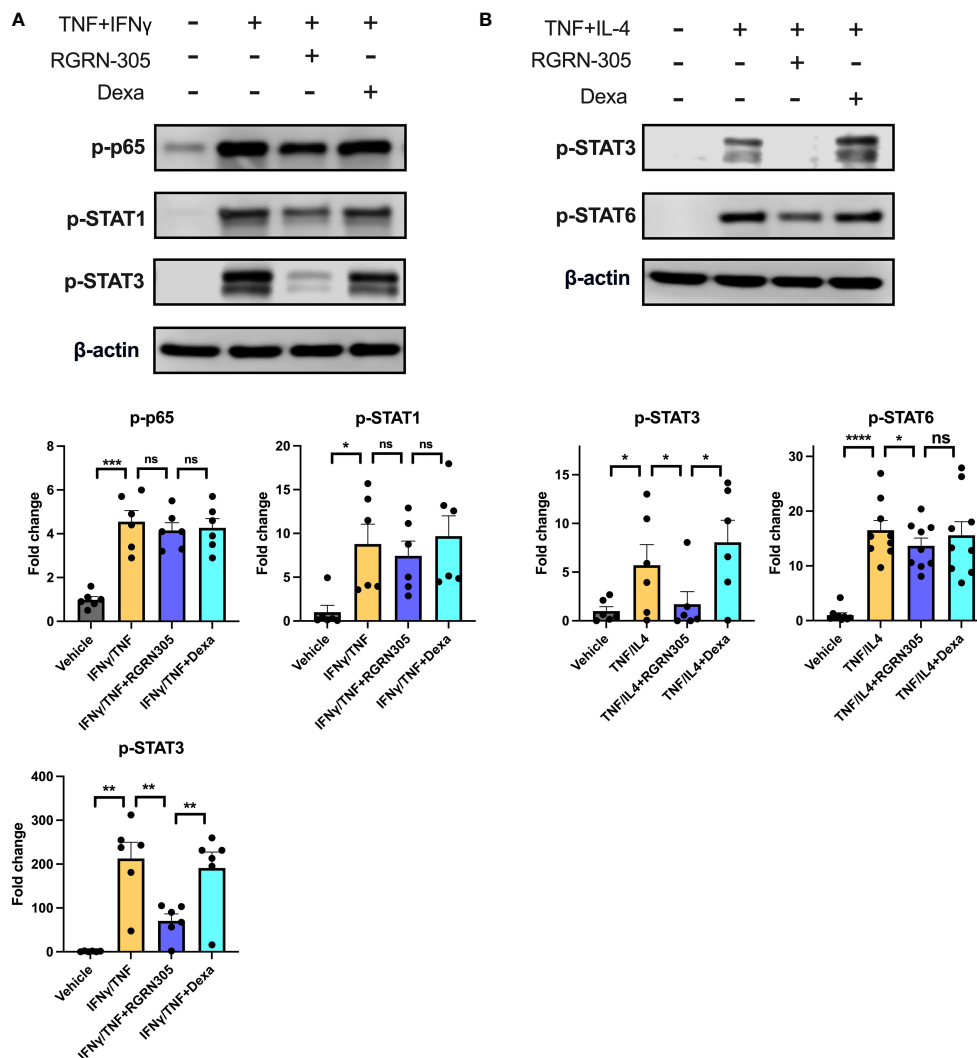 A
TNF+IFNγ - + + +
RGRN-305 - - + -
Dexa - - - +
p-p65
p-STAT1
p-STAT3
β-actin
B
TNF+IL-4 - + + +
RGRN-305 - - + -
Dexa - - - +
p-STAT3
p-STAT6
β-actin
p-p65
Fold change
8
6
4
2
0
*** ns ns
Vehicle
IFNγ/TNF
IFNγ/TNF+RGRN305
IFNγ/TNF+Dexa
p-STAT1
Fold change
20
15
10
5
0
* ns ns
Vehicle
IFNγ/TNF
IFNγ/TNF+RGRN305
IFNγ/TNF+Dexa
p-STAT3
Fold change
15
10
5
0
* * *
Vehicle
TNF/IL4
TNF/IL4+RGRN305
TNF/IL4+Dexa
p-STAT6
Fold change
30
20
10
0
**** * ns
Vehicle
TNF/IL4
TNF/IL4+RGRN305
TNF/IL4+Dexa
p-STAT3
Fold change
400
300
200
100
0
** ** **
Vehicle
IFNγ/TNF
IFNγ/TNF+RGRN305
IFNγ/TNF+Dexa